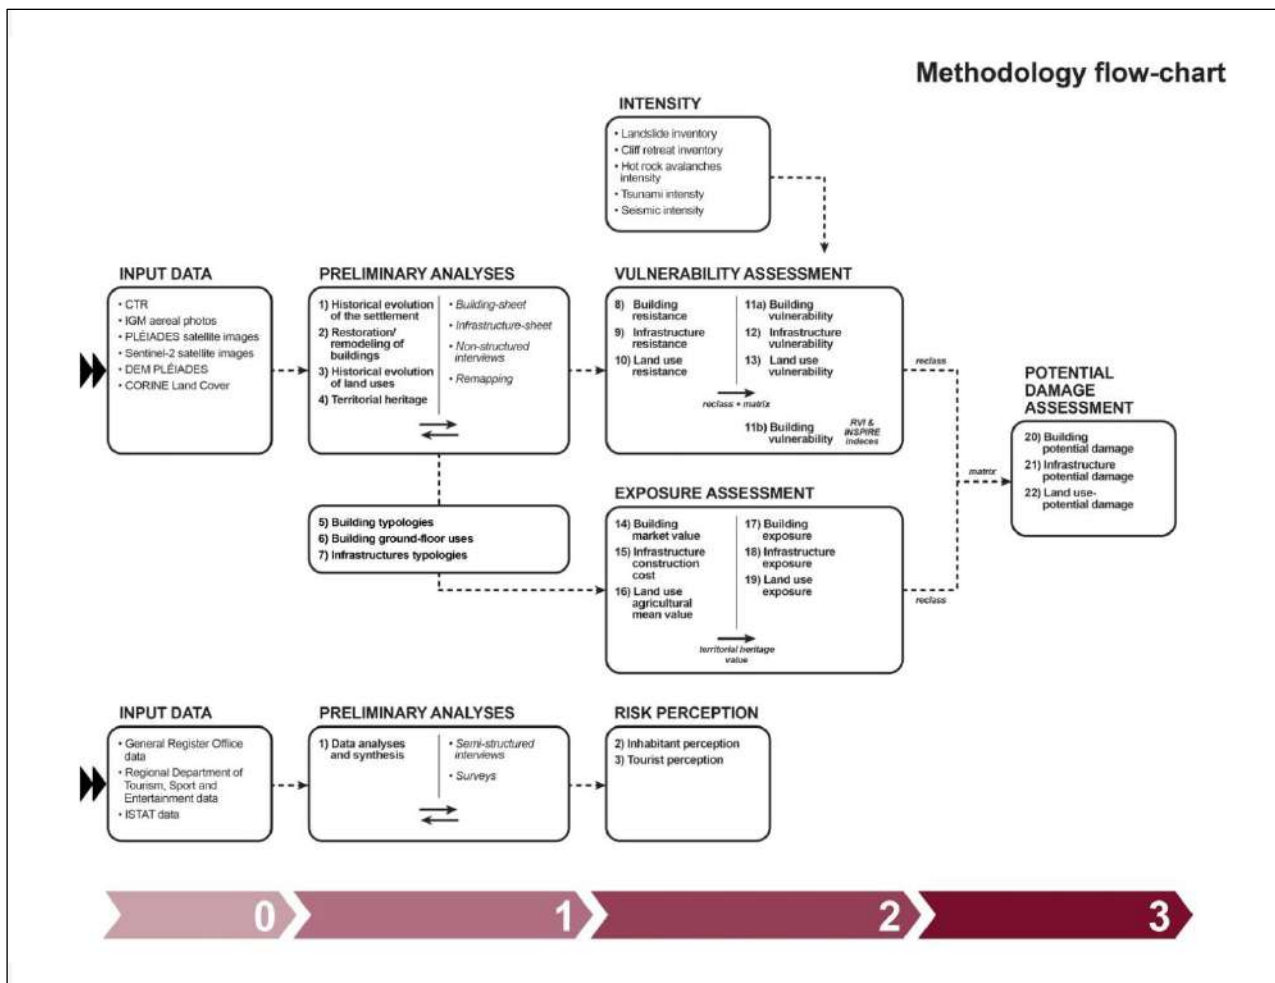 Methodology flow-chart
INTENSITY
• Landslide inventory
• Cliff retreat inventory
• Hot rock avalanches
intensity
• Tsunami intensty
• Seismic intensity
INPUT DATA
• CTR
• IGM aereal photos
• PLÉIADES satellite images
• Sentinel-2 satellite images
• DEM PLÉIADES
• CORINE Land Cover
PRELIMINARY ANALYSES
1) Historical evolution
of the settlement
2) Restoration/
remodeling of
buildings
3) Historical evolution
of land uses
4) Territorial heritage
• Building-sheet
• Infrastructure-sheet
• Non-structured
interviews
• Remapping
5) Building typologies
6) Building ground-floor uses
7) Infrastructures typologies
VULNERABILITY ASSESSMENT
8) Building
resistance
9) Infrastructure
resistance
10) Land use
resistance
11a) Building
vulnerability
12) Infrastructure
vulnerability
13) Land use
vulnerability
reclass + matrix
11b) Building
vulnerability
RVI &
INSPIRE
indeces
reclass
EXPOSURE ASSESSMENT
14) Building
market value
15) Infrastructure
construction
cost
16) Land use
agricultural
mean value
17) Building
exposure
18) Infrastructure
exposure
19) Land use
exposure
territorial heritage
value
reclass
matrix
POTENTIAL
DAMAGE
ASSESSMENT
20) Building
potential damage
21) Infrastructure
potential damage
22) Land use-
potential damage
INPUT DATA
• General Register Office
data
• Regional Department of
Tourism, Sport and
Entertainment data
• ISTAT data
PRELIMINARY ANALYSES
1) Data analyses
and synthesis
• Semi-structured
interviews
• Surveys
RISK PERCEPTION
2) Inhabitant perception
3) Tourist perception
0
1
2
3